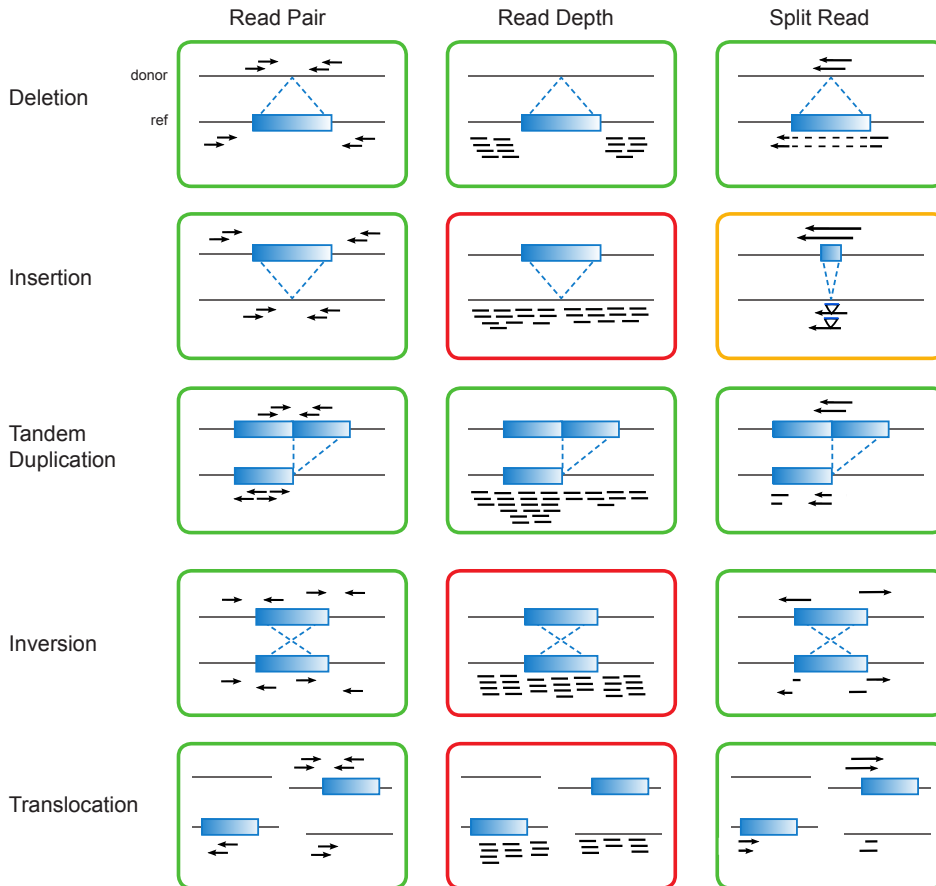 Read Pair Read Depth Split Read
donor
Deletion
ref
Insertion
Tandem
Duplication
Inversion
Translocation